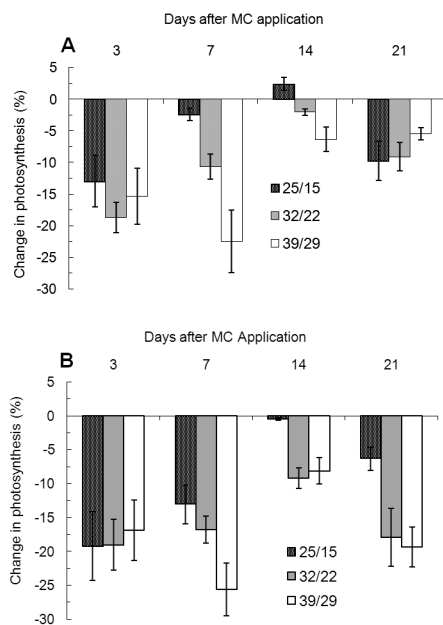 Days after MC application
A
3 7 14 21
5
0
-5
-10
-15
-20
-25
-30
Change in photosynthesis (%)
25/15
32/22
39/29
Days after MC Application
B
3 7 14 21
5
0
-5
-10
-15
-20
-25
-30
Change in photosynthesis (%)
25/15
32/22
39/29